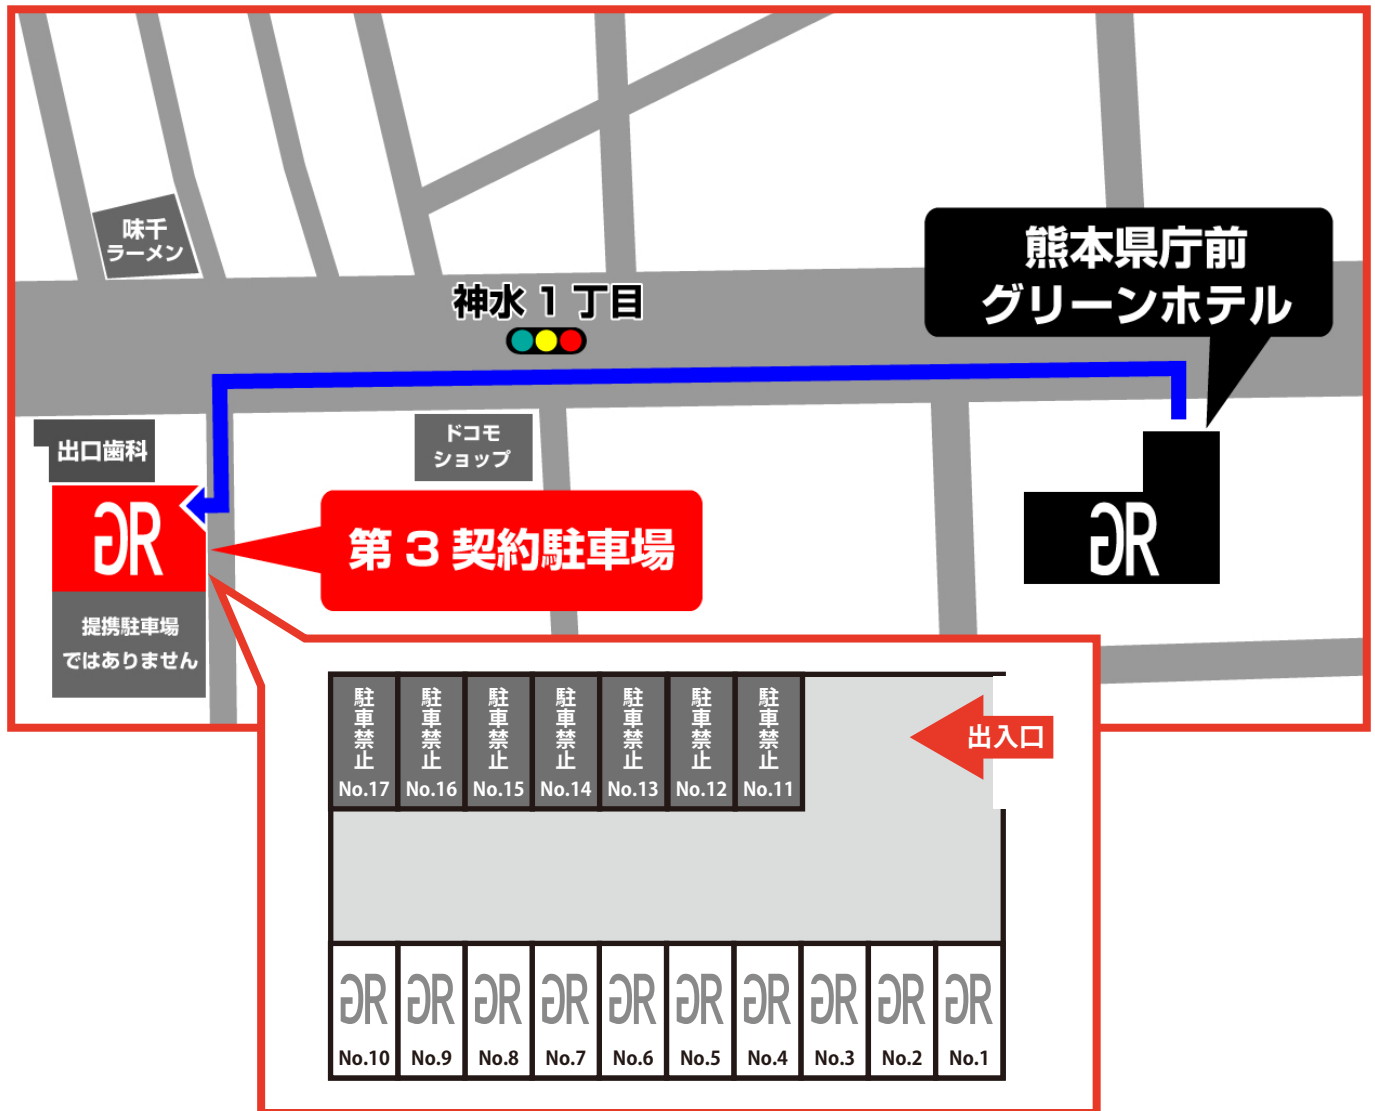 味千
ラーメン
熊本県庁前
グリーンホテル
神水1丁目
出口歯科
ドコモ
ショップ
GR
第3契約駐車場
GR
提携駐車場
ではありません
駐車禁止 No.17
駐車禁止 No.16
駐車禁止 No.15
駐車禁止 No.14
駐車禁止 No.13
駐車禁止 No.12
駐車禁止 No.11
出入口
GR No.10
GR No.9
GR No.8
GR No.7
GR No.6
GR No.5
GR No.4
GR No.3
GR No.2
GR No.1